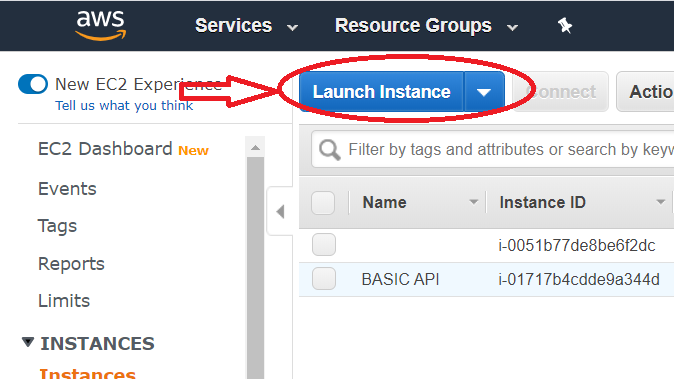 aws Services Resource Groups
New EC2 Experience
Tell us what you think
Launch Instance Connect Actio
EC2 Dashboard New
Filter by tags and attributes or search by keyw
Events
Name Instance ID
Tags
i-0051b77de8be6f2dc
Reports
BASIC API i-01717b4cdde9a344d
Limits
INSTANCES
Instances